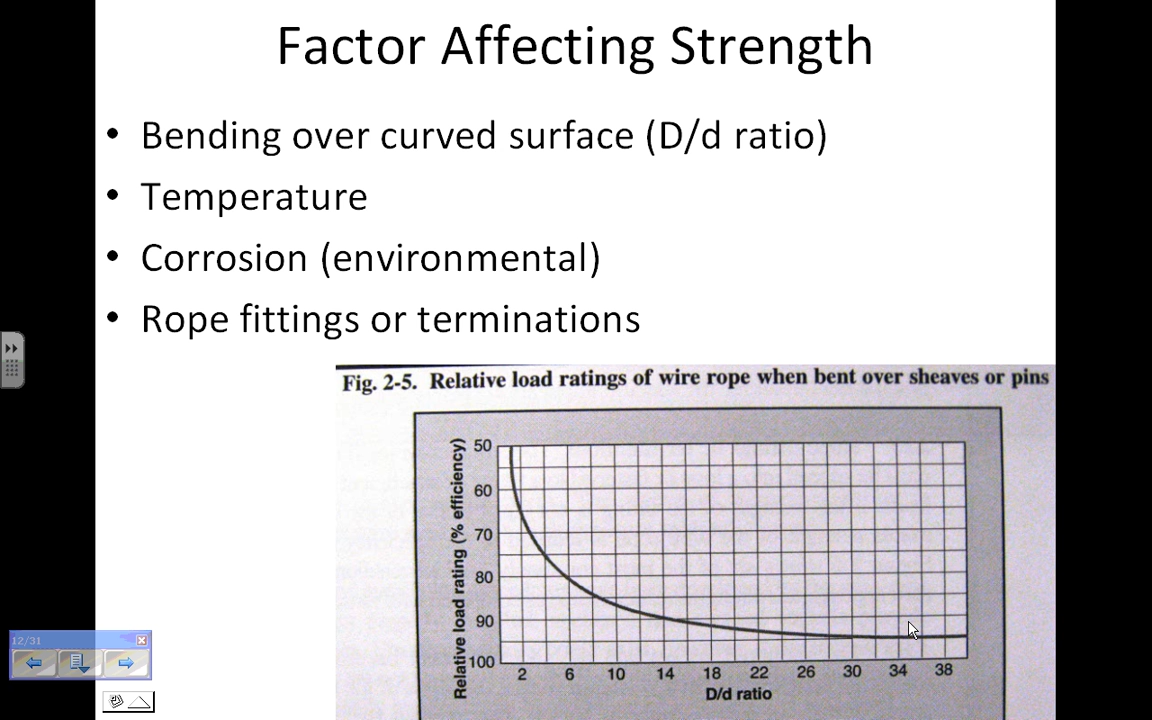 Factor Affecting Strength
• Bending over curved surface (D/d ratio)
• Temperature
• Corrosion (environmental)
• Rope fittings or terminations
Fig. 2-5. Relative load ratings of wire rope when bent over sheaves or pins
Relative load rating (% efficiency)
50
60
70
80
90
100
2 6 10 14 18 22 26 30 34 38
D/d ratio
12/31